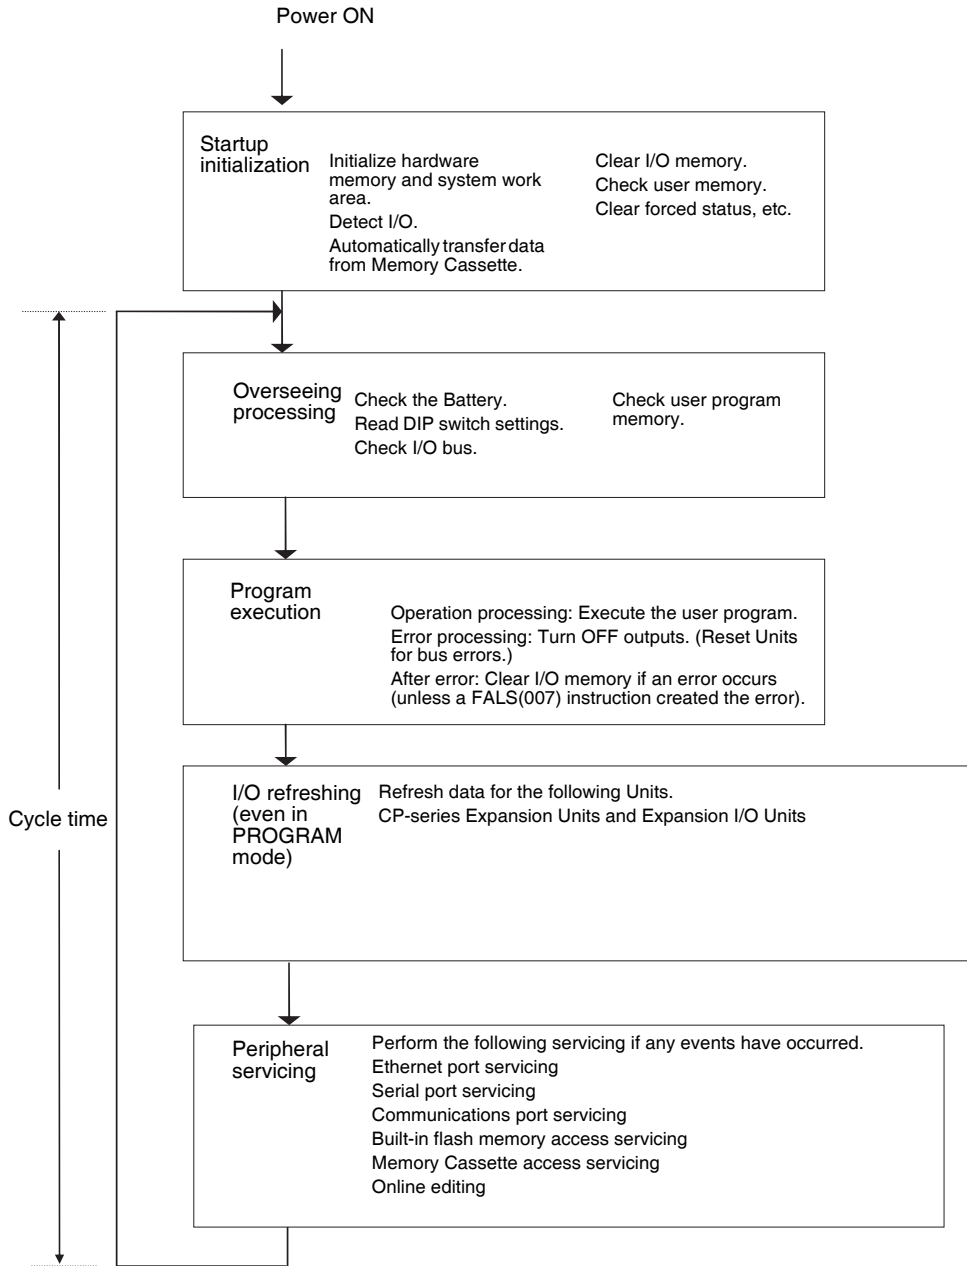 Power ON
Startup
initialization
Initialize hardware
memory and system work
area.
Detect I/O.
Automatically transfer data
from Memory Cassette.
Clear I/O memory.
Check user memory.
Clear forced status, etc.
Overseeing
processing
Check the Battery.
Read DIP switch settings.
Check I/O bus.
Check user program
memory.
Program
execution
Operation processing: Execute the user program.
Error processing: Turn OFF outputs. (Reset Units
for bus errors.)
After error: Clear I/O memory if an error occurs
(unless a FALS(007) instruction created the error).
I/O refreshing
(even in
PROGRAM
mode)
Refresh data for the following Units.
CP-series Expansion Units and Expansion I/O Units
Cycle time
Peripheral
servicing
Perform the following servicing if any events have occurred.
Ethernet port servicing
Serial port servicing
Communications port servicing
Built-in flash memory access servicing
Memory Cassette access servicing
Online editing